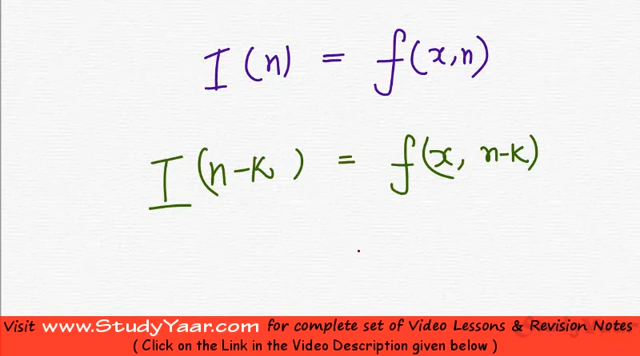 I(n) = f(x,n)
I(n-k) = f(x, n-k)
Visit www.StudyYaar.com for complete set of Video Lessons & Revision Notes
( Click on the Link in the Video Description given below )